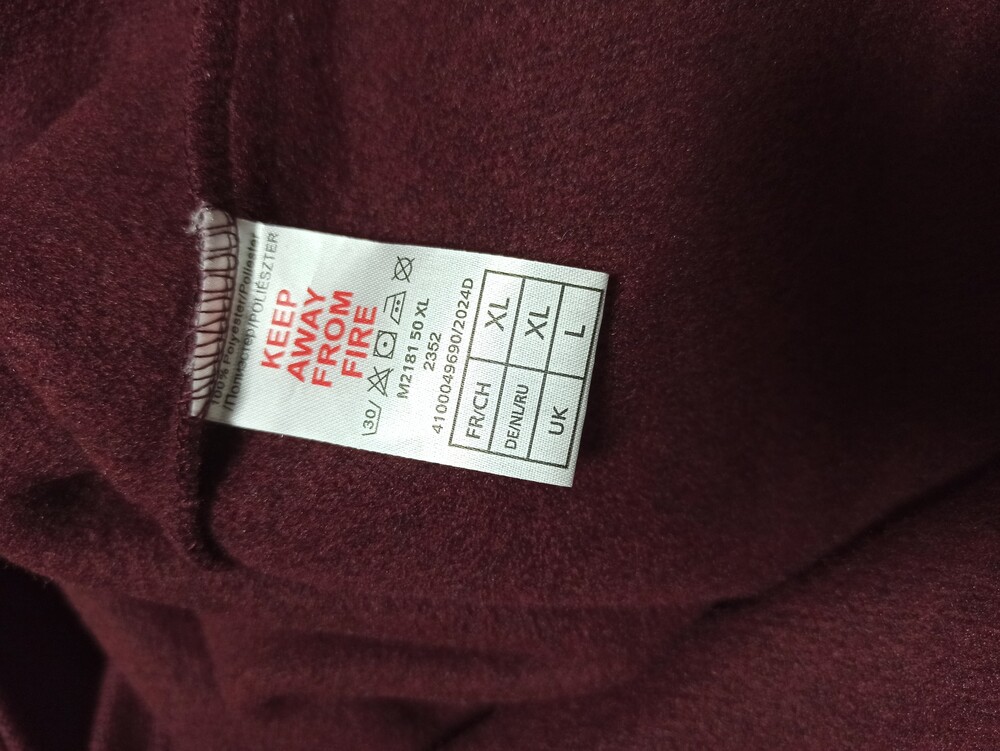 100% Polyester/Poliester
/Полиэстер/POLIÉSZTER
KEEP
AWAY
FROM
FIRE
30
M2181 50 XL
2352
4100049690/2024D
FR/CH XL
DE/NL/RU XL
UK L